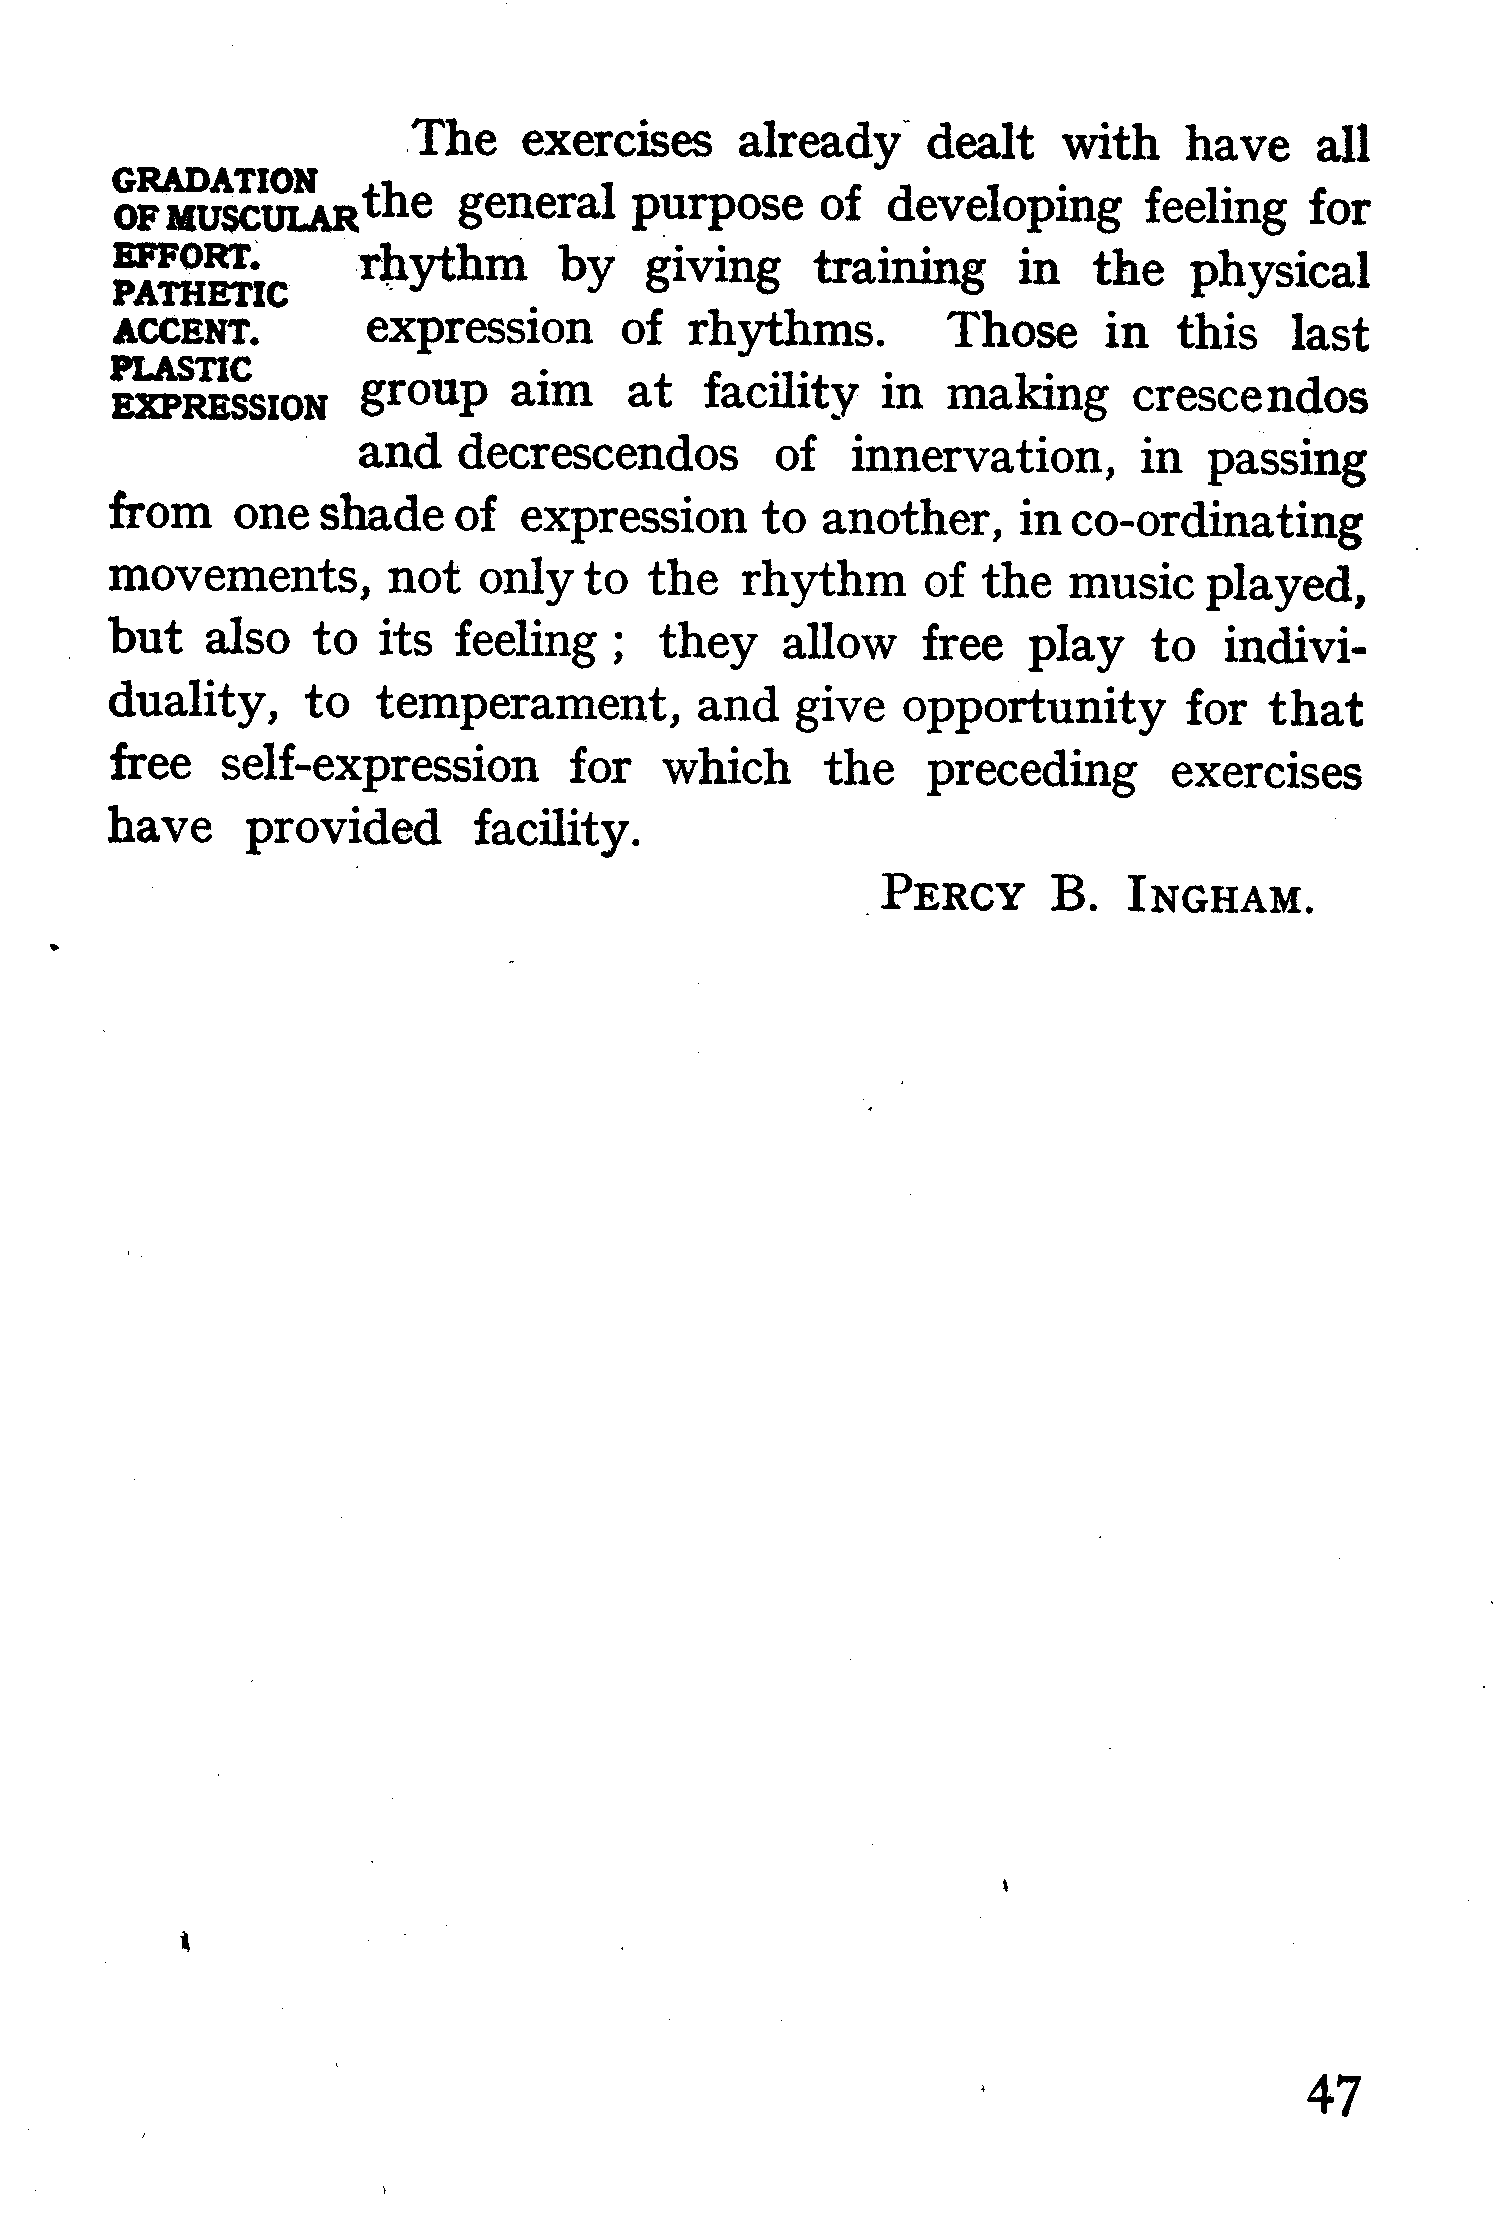 GRADATION
OF MUSCULAR
EFFORT.
PATHETIC
ACCENT.
PLASTIC
EXPRESSION
The exercises already dealt with have all
the general purpose of developing feeling for
rhythm by giving training in the physical
expression of rhythms. Those in this last
group aim at facility in making crescendos
and decrescendos of innervation, in passing
from one shade of expression to another, in co-ordinating
movements, not only to the rhythm of the music played,
but also to its feeling ; they allow free play to indivi-
duality, to temperament, and give opportunity for that
free self-expression for which the preceding exercises
have provided facility.
PERCY B. INGHAM.
47